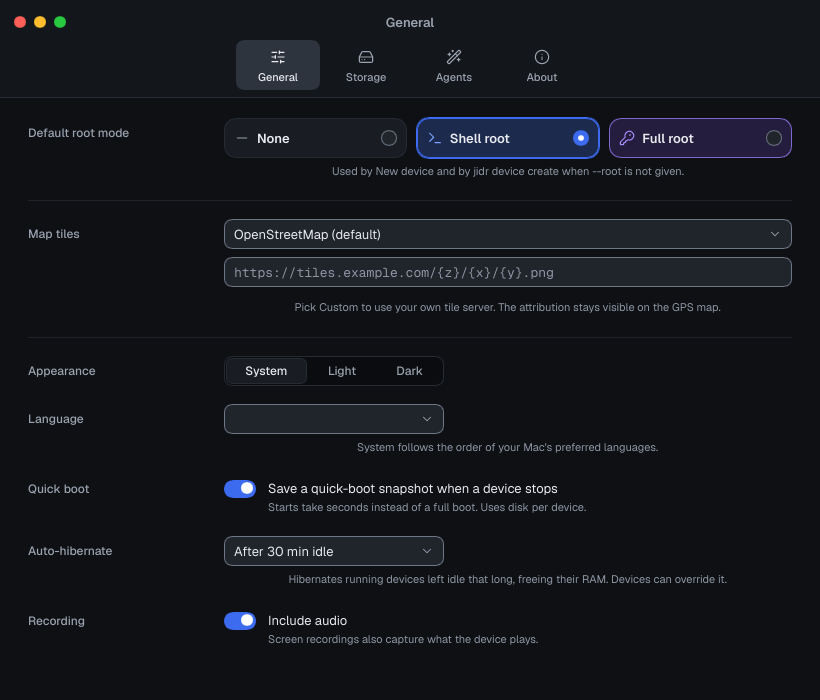 General
General
Storage
Agents
About
Default root mode
None
Shell root
Full root
Used by New device and by jidr device create when --root is not given.
Map tiles
OpenStreetMap (default)
https://tiles.example.com/{z}/{x}/{y}.png
Pick Custom to use your own tile server. The attribution stays visible on the GPS map.
Appearance
System
Light
Dark
Language
System follows the order of your Mac's preferred languages.
Quick boot
Save a quick-boot snapshot when a device stops
Starts take seconds instead of a full boot. Uses disk per device.
Auto-hibernate
After 30 min idle
Hibernates running devices left idle that long, freeing their RAM. Devices can override it.
Recording
Include audio
Screen recordings also capture what the device plays.